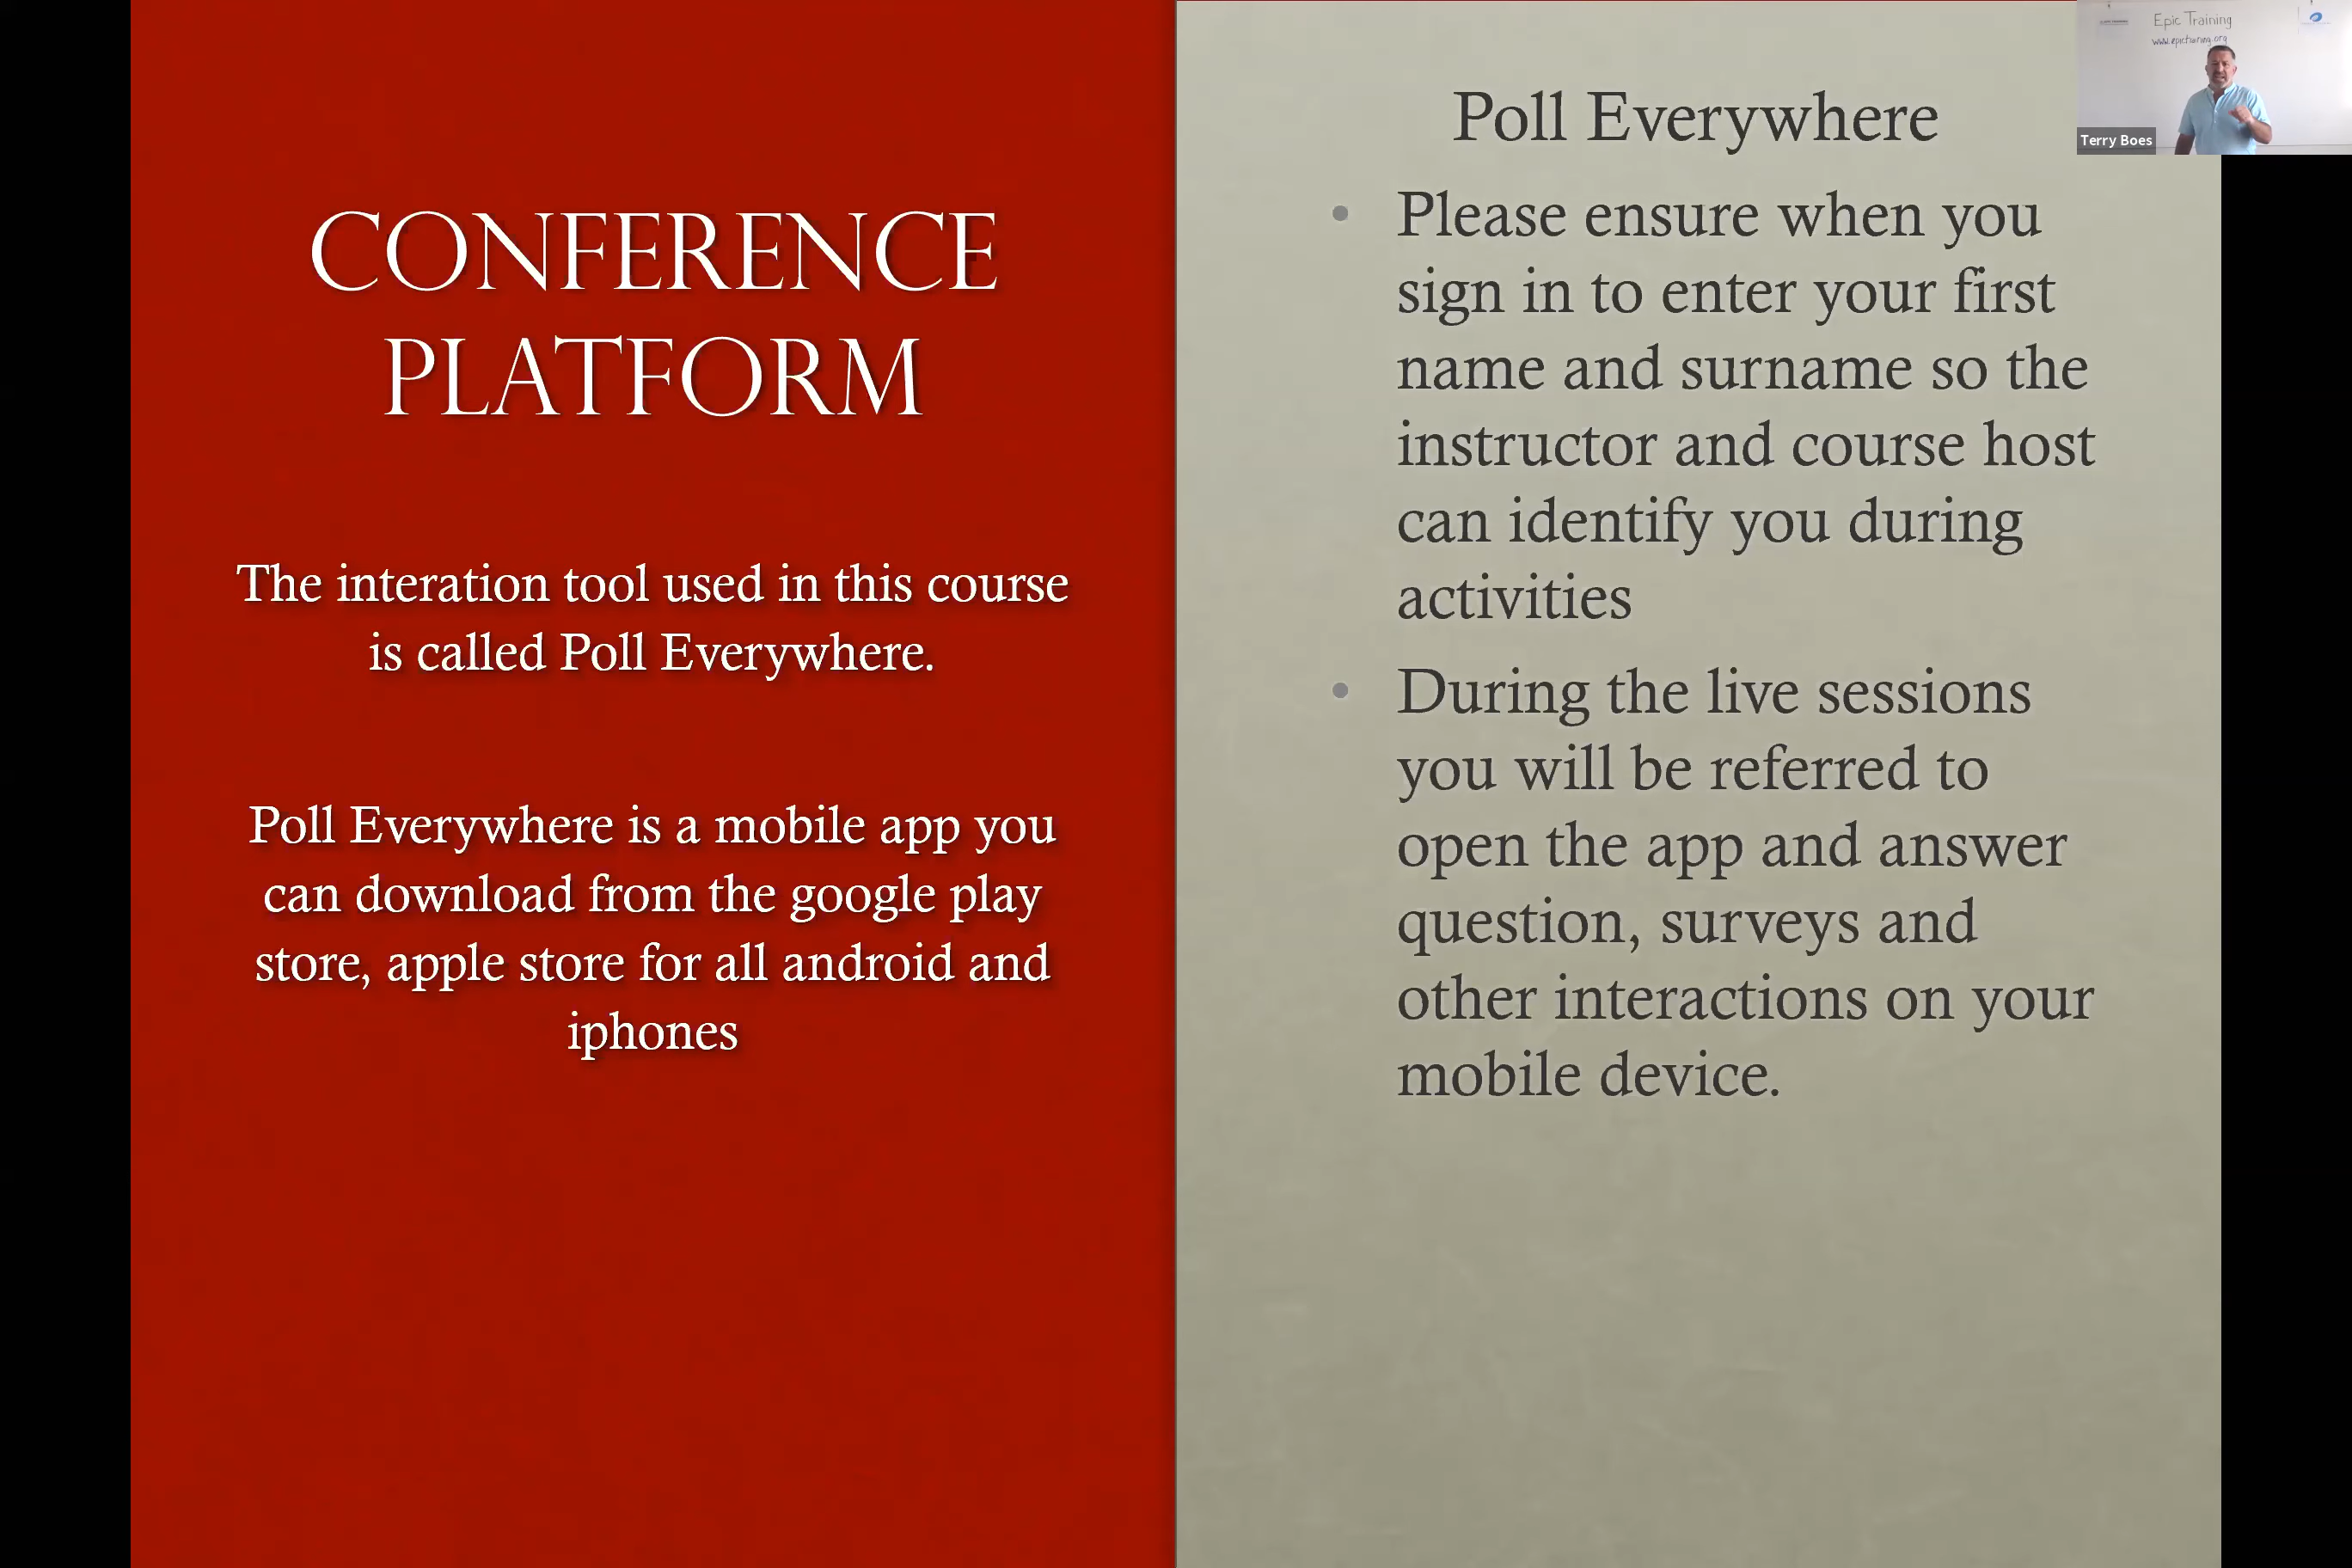 CONFERENCE
PLATFORM
The interation tool used in this course
is called Poll Everywhere.
Poll Everywhere is a mobile app you
can download from the google play
store, apple store for all android and
iphones
Poll Everywhere
Please ensure when you
sign in to enter your first
name and surname so the
instructor and course host
can identify you during
activities
During the live sessions
you will be referred to
open the app and answer
question, surveys and
other interactions on your
mobile device.
Epic Training
Terry Boes